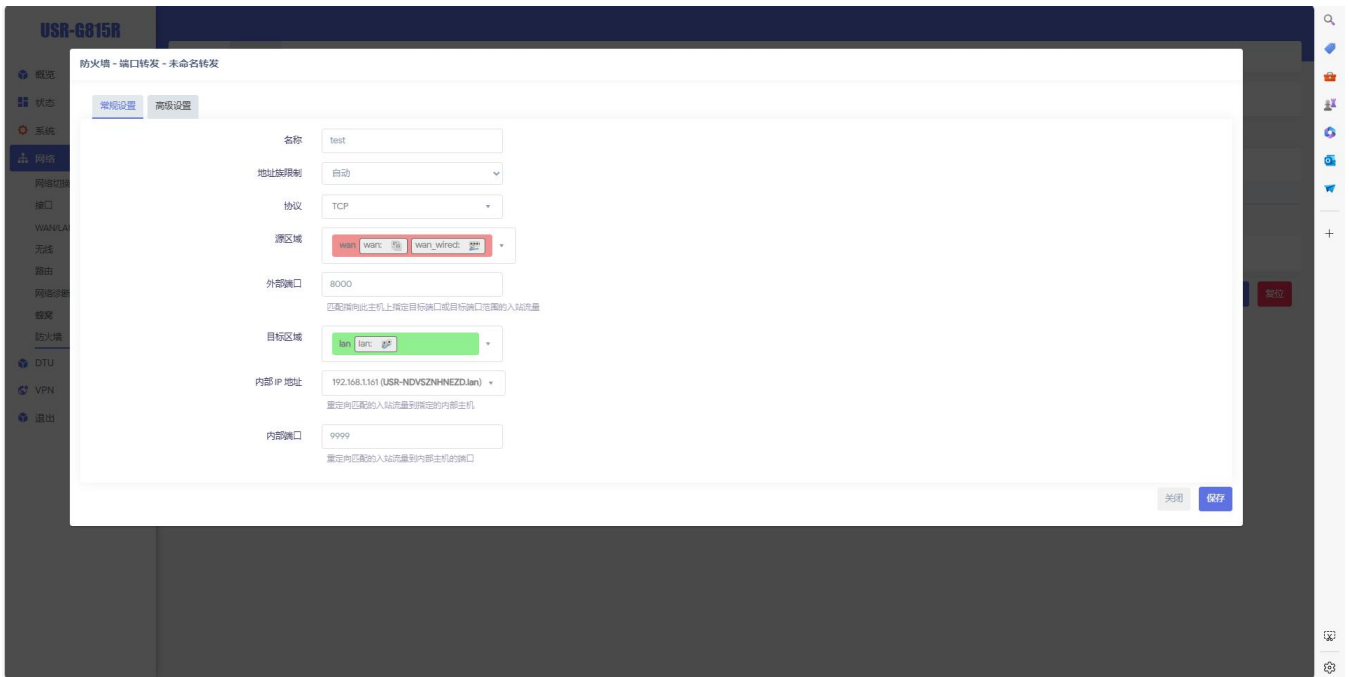 USR-G815R
防火墙 - 端口转发 - 未命名转发
概览
状态
系统
网络
网络切换
接口
WAN/LA
无线
路由
网络诊断
蜂窝
防火墙
DTU
VPN
退出
常规设置 高级设置
名称 test
地址族限制 自动
协议 TCP
源区域 wan wan: wan_wired:
外部端口 8000
匹配指向此主机上指定目标端口或目标端口范围的入站流量
目标区域 lan lan:
内部 IP 地址 192.168.1.161 (USR-NDVSZNHNEZD.lan)
重定向匹配的入站流量到指定的内部主机
内部端口 9999
重定向匹配的入站流量到内部主机的端口
关闭 保存
复位